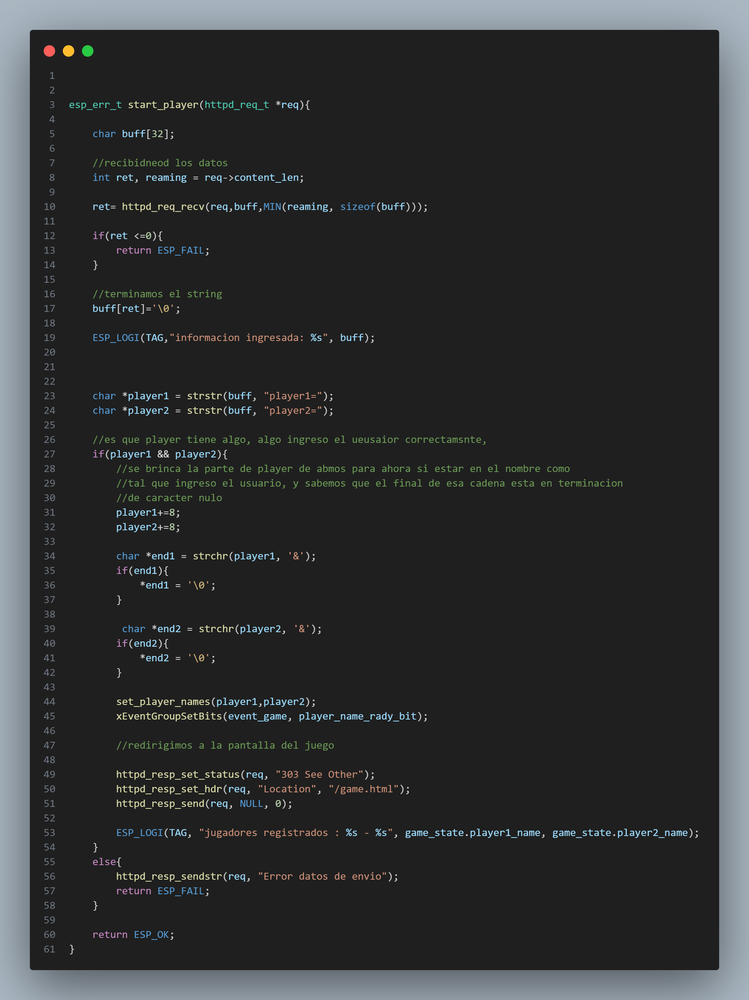 1
2
3 esp_err_t start_player(httpd_req_t *req){
4
5     char buff[32];
6
7     //recibidneod los datos
8     int ret, reaming = req->content_len;
9
10     ret= httpd_req_recv(req,buff,MIN(reaming, sizeof(buff)));
11
12     if(ret <=0){
13         return ESP_FAIL;
14     }
15
16     //terminamos el string
17     buff[ret]='\0';
18
19     ESP_LOGI(TAG,"informacion ingresada: %s", buff);
20
21
22
23     char *player1 = strstr(buff, "player1=");
24     char *player2 = strstr(buff, "player2=");
25
26     //es que player tiene algo, algo ingreso el ueusaior correctamsnte,
27     if(player1 && player2){
28         //se brinca la parte de player de abmos para ahora si estar en el nombre como
29         //tal que ingreso el usuario, y sabemos que el final de esa cadena esta en terminacion
30         //de caracter nulo
31         player1+=8;
32         player2+=8;
33
34         char *end1 = strchr(player1, '&');
35         if(end1){
36             *end1 = '\0';
37         }
38
39          char *end2 = strchr(player2, '&');
40         if(end2){
41             *end2 = '\0';
42         }
43
44         set_player_names(player1,player2);
45         xEventGroupSetBits(event_game, player_name_rady_bit);
46
47         //redirigimos a la pantalla del juego
48
49         httpd_resp_set_status(req, "303 See Other");
50         httpd_resp_set_hdr(req, "Location", "/game.html");
51         httpd_resp_send(req, NULL, 0);
52
53         ESP_LOGI(TAG, "jugadores registrados : %s - %s", game_state.player1_name, game_state.player2_name);
54     }
55     else{
56         httpd_resp_sendstr(req, "Error datos de envio");
57         return ESP_FAIL;
58     }
59
60     return ESP_OK;
61 }